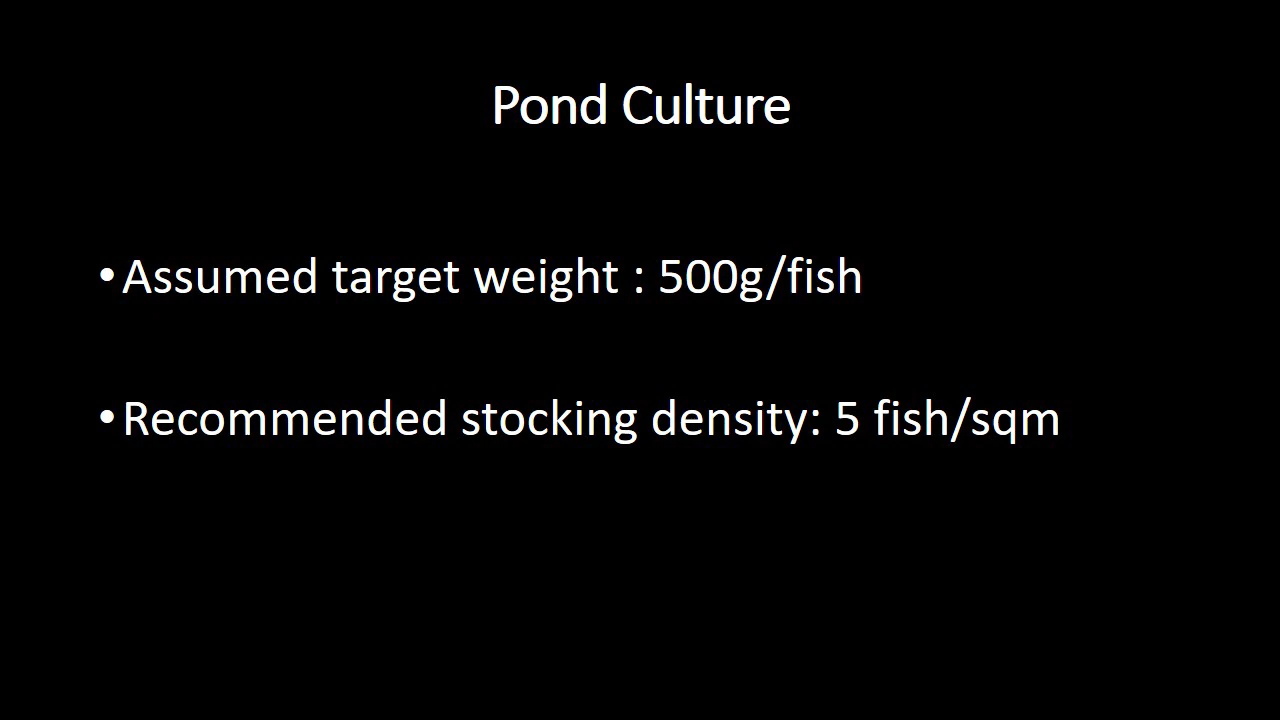 Pond Culture
•Assumed target weight : 500g/fish
•Recommended stocking density: 5 fish/sqm